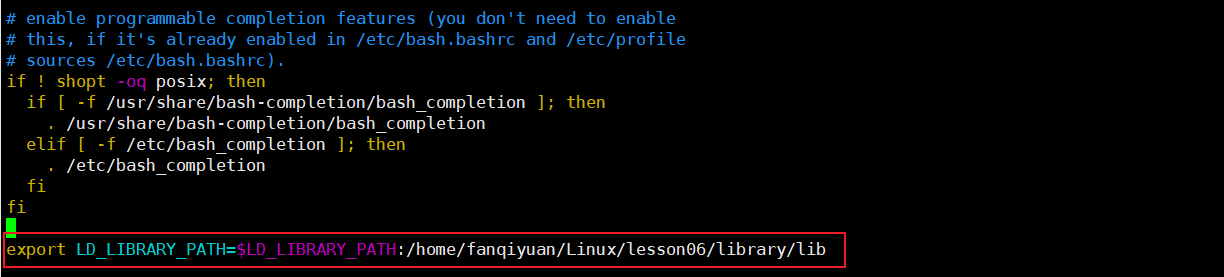 # enable programmable completion features (you don't need to enable
# this, if it's already enabled in /etc/bash.bashrc and /etc/profile
# sources /etc/bash.bashrc).
if ! shopt -oq posix; then
  if [ -f /usr/share/bash-completion/bash_completion ]; then
    . /usr/share/bash-completion/bash_completion
  elif [ -f /etc/bash_completion ]; then
    . /etc/bash_completion
  fi
fi
export LD_LIBRARY_PATH=$LD_LIBRARY_PATH:/home/fanqiyuan/Linux/lesson06/library/lib